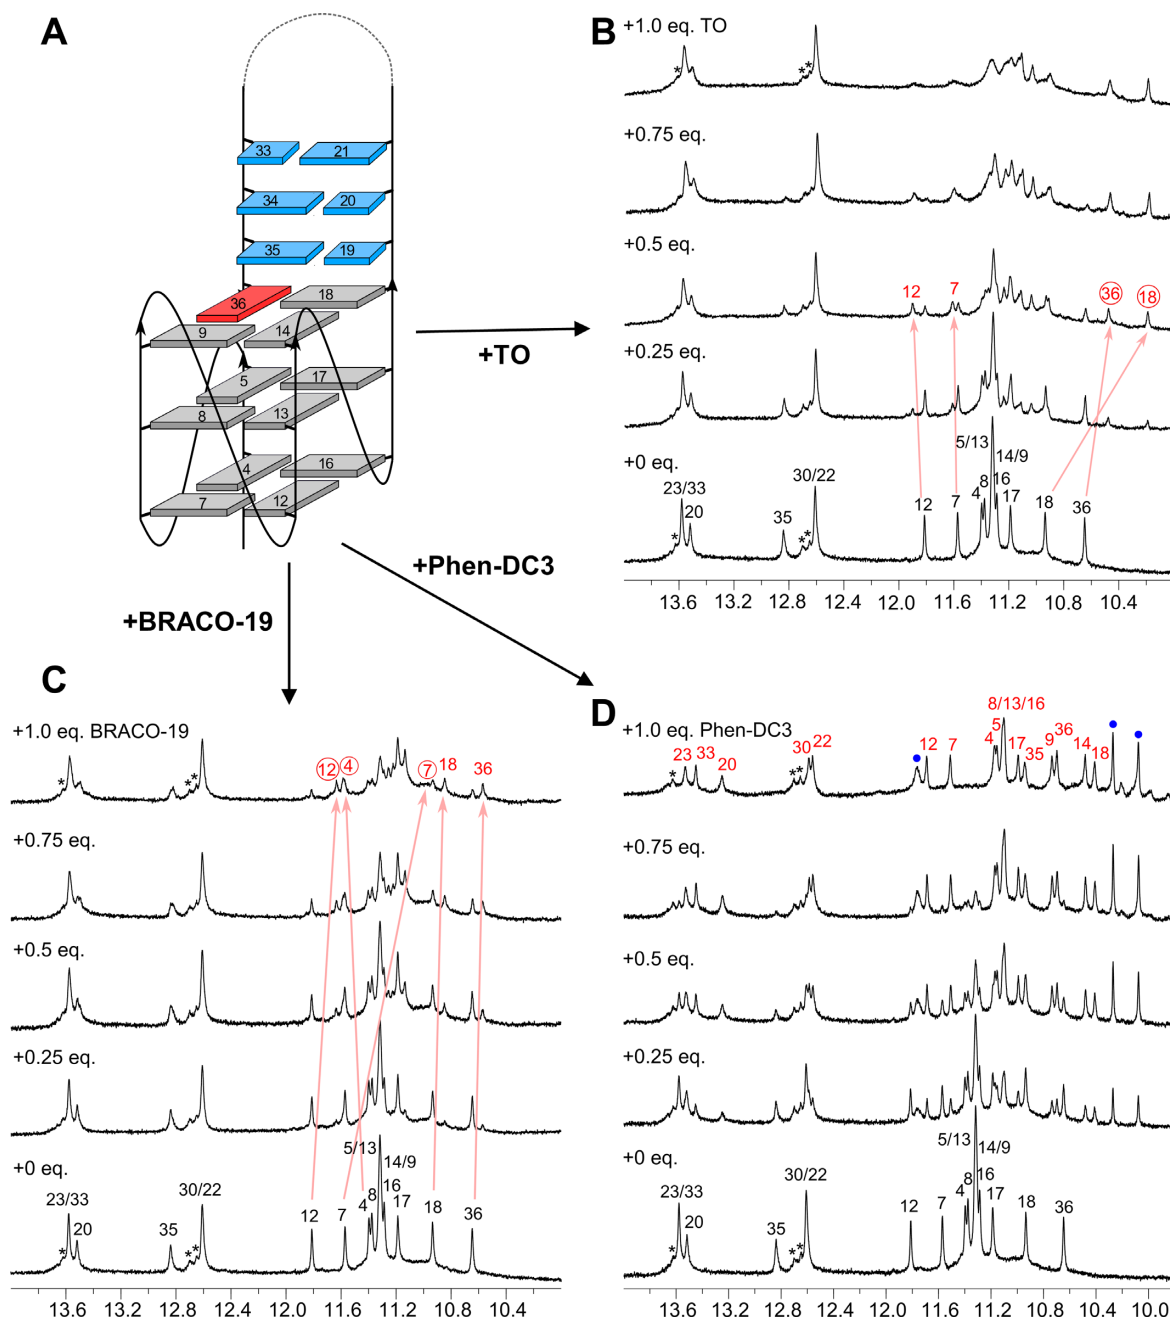 A
33 21
34 20
35 19
36 18
9 14
5 17
8 13
4 16
7 12
+TO
+Phen-DC3
+BRACO-19
B
+1.0 eq. TO
* * *
+0.75 eq.
+0.5 eq.
12 7 36 18
+0.25 eq.
+0 eq.
5/13
14/9
30/22
23/33
20
35
* * *
12 7 4 8 16 17 18 36
13.6 13.2 12.8 12.4 12.0 11.6 11.2 10.8 10.4
C
+1.0 eq. BRACO-19
* * *
12 4 7 18 36
+0.75 eq.
+0.5 eq.
+0.25 eq.
+0 eq.
5/13
14/9
30/22
23/33
20
35
* * *
12 7 4 8 16 17 18 36
13.6 13.2 12.8 12.4 12.0 11.6 11.2 10.8 10.4
D
+1.0 eq. Phen-DC3
8/13/16
23 33 20 30 22 12 7 4 5 17 35 9 36 14 18
* * *
+0.75 eq.
+0.5 eq.
+0.25 eq.
+0 eq.
5/13
14/9
30/22
23/33
20
35
* * *
12 7 4 8 16 17 18 36
13.6 13.2 12.8 12.4 12.0 11.6 11.2 10.8 10.4 10.0